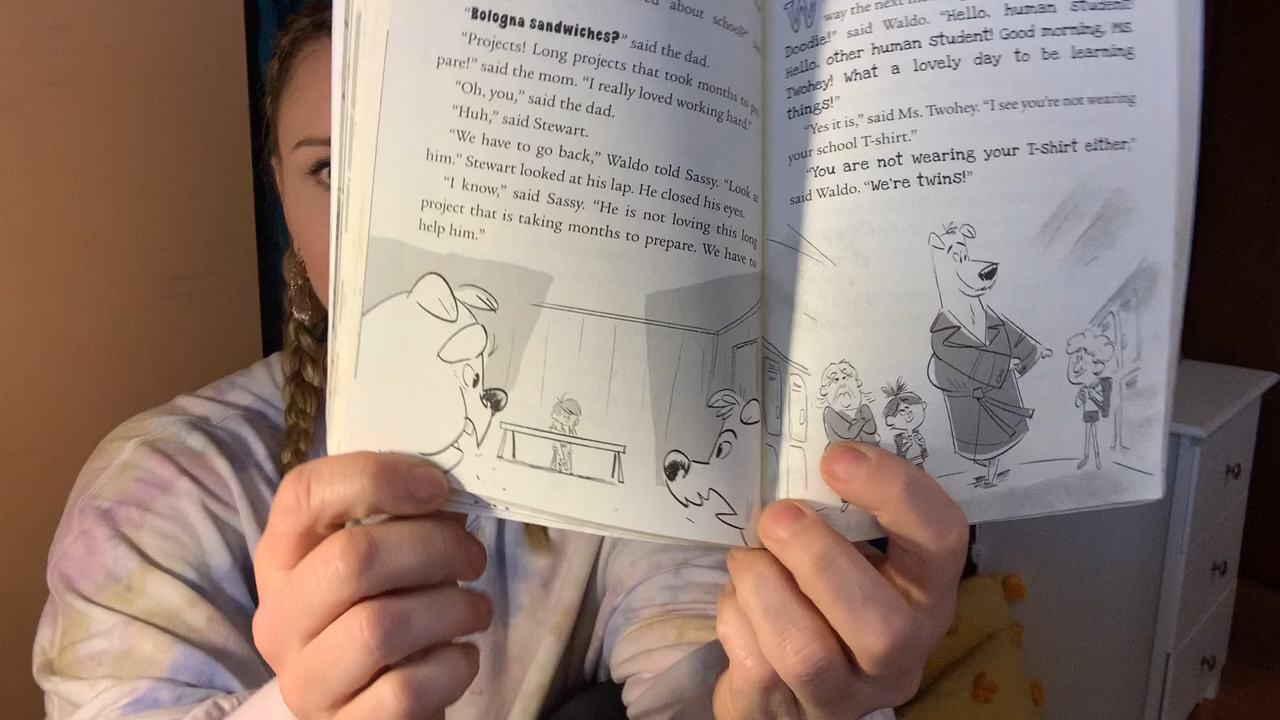 about school?"
"Bologna sandwiches?" said the dad.
"Projects! Long projects that took months to pre
pare!" said the mom. "I really loved working hard."
"Oh, you," said the dad.
"Huh," said Stewart.
"We have to go back," Waldo told Sassy. "Look at
him." Stewart looked at his lap. He closed his eyes.
"I know," said Sassy. "He is not loving this long
project that is taking months to prepare. We have to
help him."
way the next
Doodie!" said Waldo. "Hello, human student!
Hello, other human student! Good morning, Ms.
Twohey! What a lovely day to be learning
things!"
"Yes it is," said Ms. Twohey. "I see you're not wearing
your school T-shirt."
"You are not wearing your T-shirt either,"
said Waldo. "We're twins!"